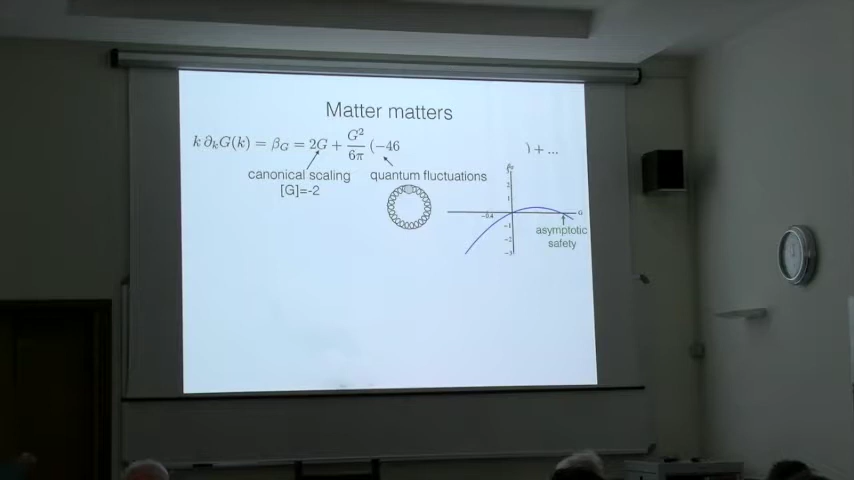 Matter matters
k ∂ₖG(k) = β_G = 2G + G²/6π (−46 ) + ...
canonical scaling
[G]=-2
quantum fluctuations
β_G
2
1
−0.4
G
−1
−2
−3
asymptotic
safety